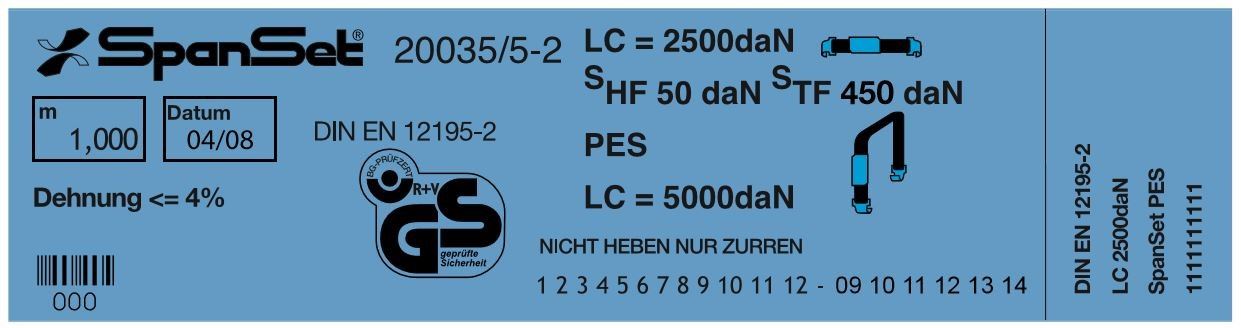 SpanSet®
20035/5-2
LC = 2500daN
SHF 50 daN STF 450 daN
m
1,000
Datum
04/08
DIN EN 12195-2
PES
BG-PRÜFZERT
R+V
GS
geprüfte
Sicherheit
Dehnung <= 4%
LC = 5000daN
NICHT HEBEN NUR ZURREN
1 2 3 4 5 6 7 8 9 10 11 12 - 09 10 11 12 13 14
000
DIN EN 12195-2
LC 2500daN
SpanSet PES
1111111111